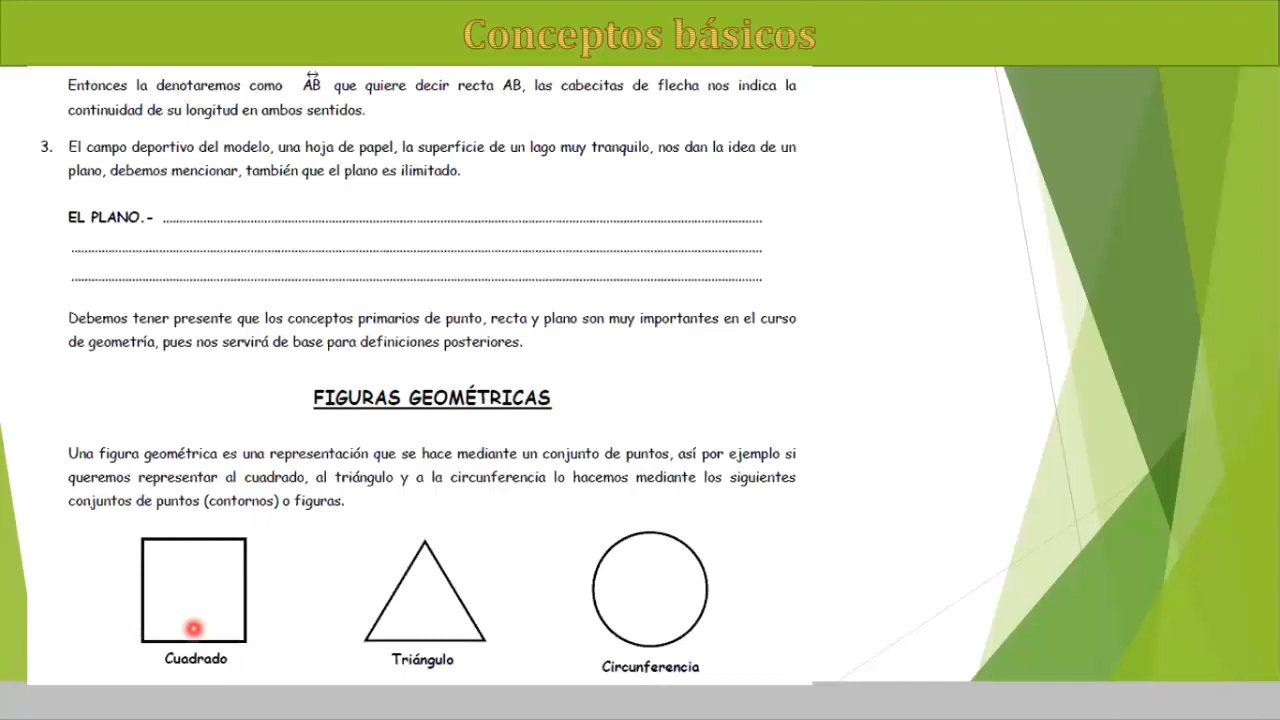 Conceptos básicos
Entonces la denotaremos como ↔AB que quiere decir recta AB, las cabecitas de flecha nos indica la
continuidad de su longitud en ambos sentidos.
3. El campo deportivo del modelo, una hoja de papel, la superficie de un lago muy tranquilo, nos dan la idea de un
plano, debemos mencionar, también que el plano es ilimitado.
EL PLANO.- ..............................................................................
..............................................................................
..............................................................................
Debemos tener presente que los conceptos primarios de punto, recta y plano son muy importantes en el curso
de geometría, pues nos servirá de base para definiciones posteriores.
FIGURAS GEOMÉTRICAS
Una figura geométrica es una representación que se hace mediante un conjunto de puntos, así por ejemplo si
queremos representar al cuadrado, al triángulo y a la circunferencia lo hacemos mediante los siguientes
conjuntos de puntos (contornos) o figuras.
Cuadrado
Triángulo
Circunferencia